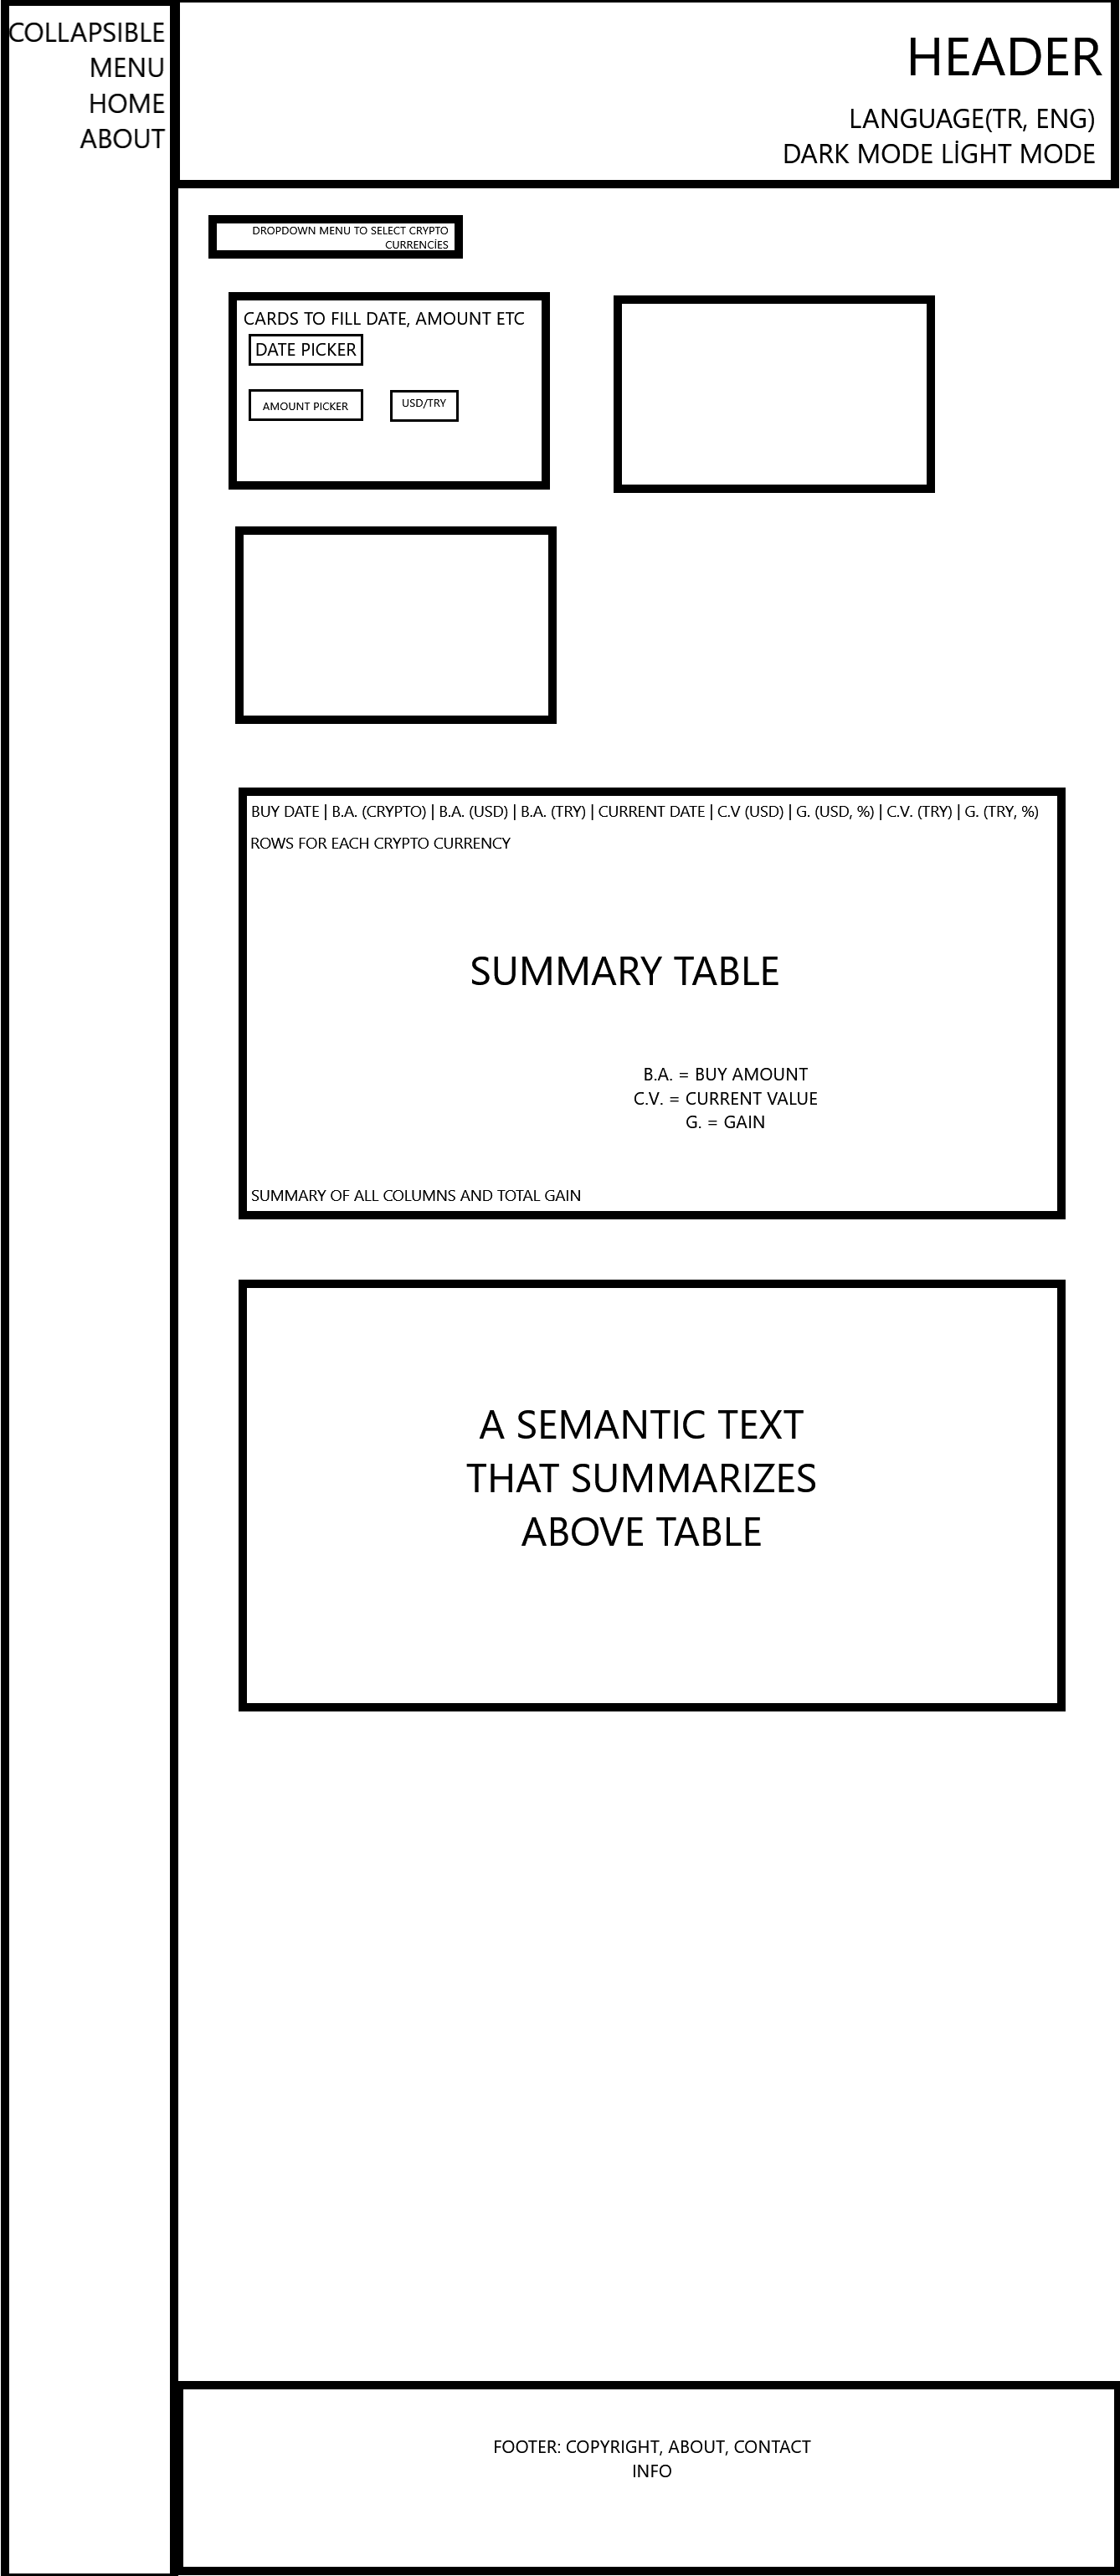 COLLAPSIBLE
MENU
HOME
ABOUT
HEADER
LANGUAGE(TR, ENG)
DARK MODE LİGHT MODE
DROPDOWN MENU TO SELECT CRYPTO
CURRENCİES
CARDS TO FILL DATE, AMOUNT ETC
DATE PICKER
AMOUNT PICKER
USD/TRY
BUY DATE | B.A. (CRYPTO) | B.A. (USD) | B.A. (TRY) | CURRENT DATE | C.V (USD) | G. (USD, %) | C.V. (TRY) | G. (TRY, %)
ROWS FOR EACH CRYPTO CURRENCY
SUMMARY TABLE
B.A. = BUY AMOUNT
C.V. = CURRENT VALUE
G. = GAIN
SUMMARY OF ALL COLUMNS AND TOTAL GAIN
A SEMANTIC TEXT
THAT SUMMARIZES
ABOVE TABLE
FOOTER: COPYRIGHT, ABOUT, CONTACT
INFO